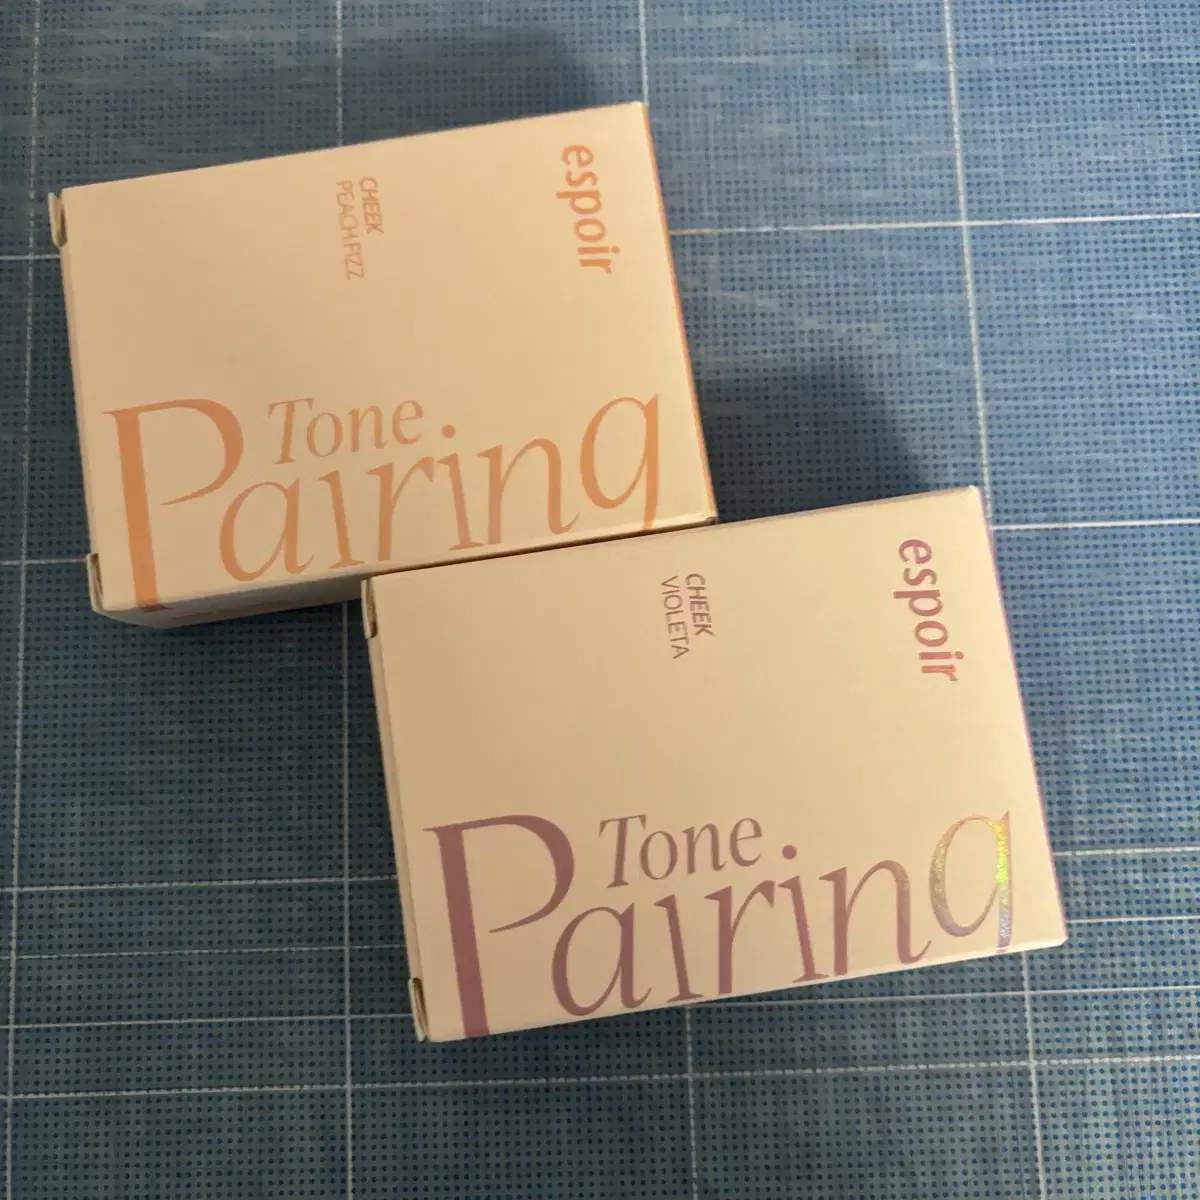 espoir
CHEEK
PEACH FIZZ
Tone
Pairing
espoir
CHEEK
VIOLETA
Tone
Pairing